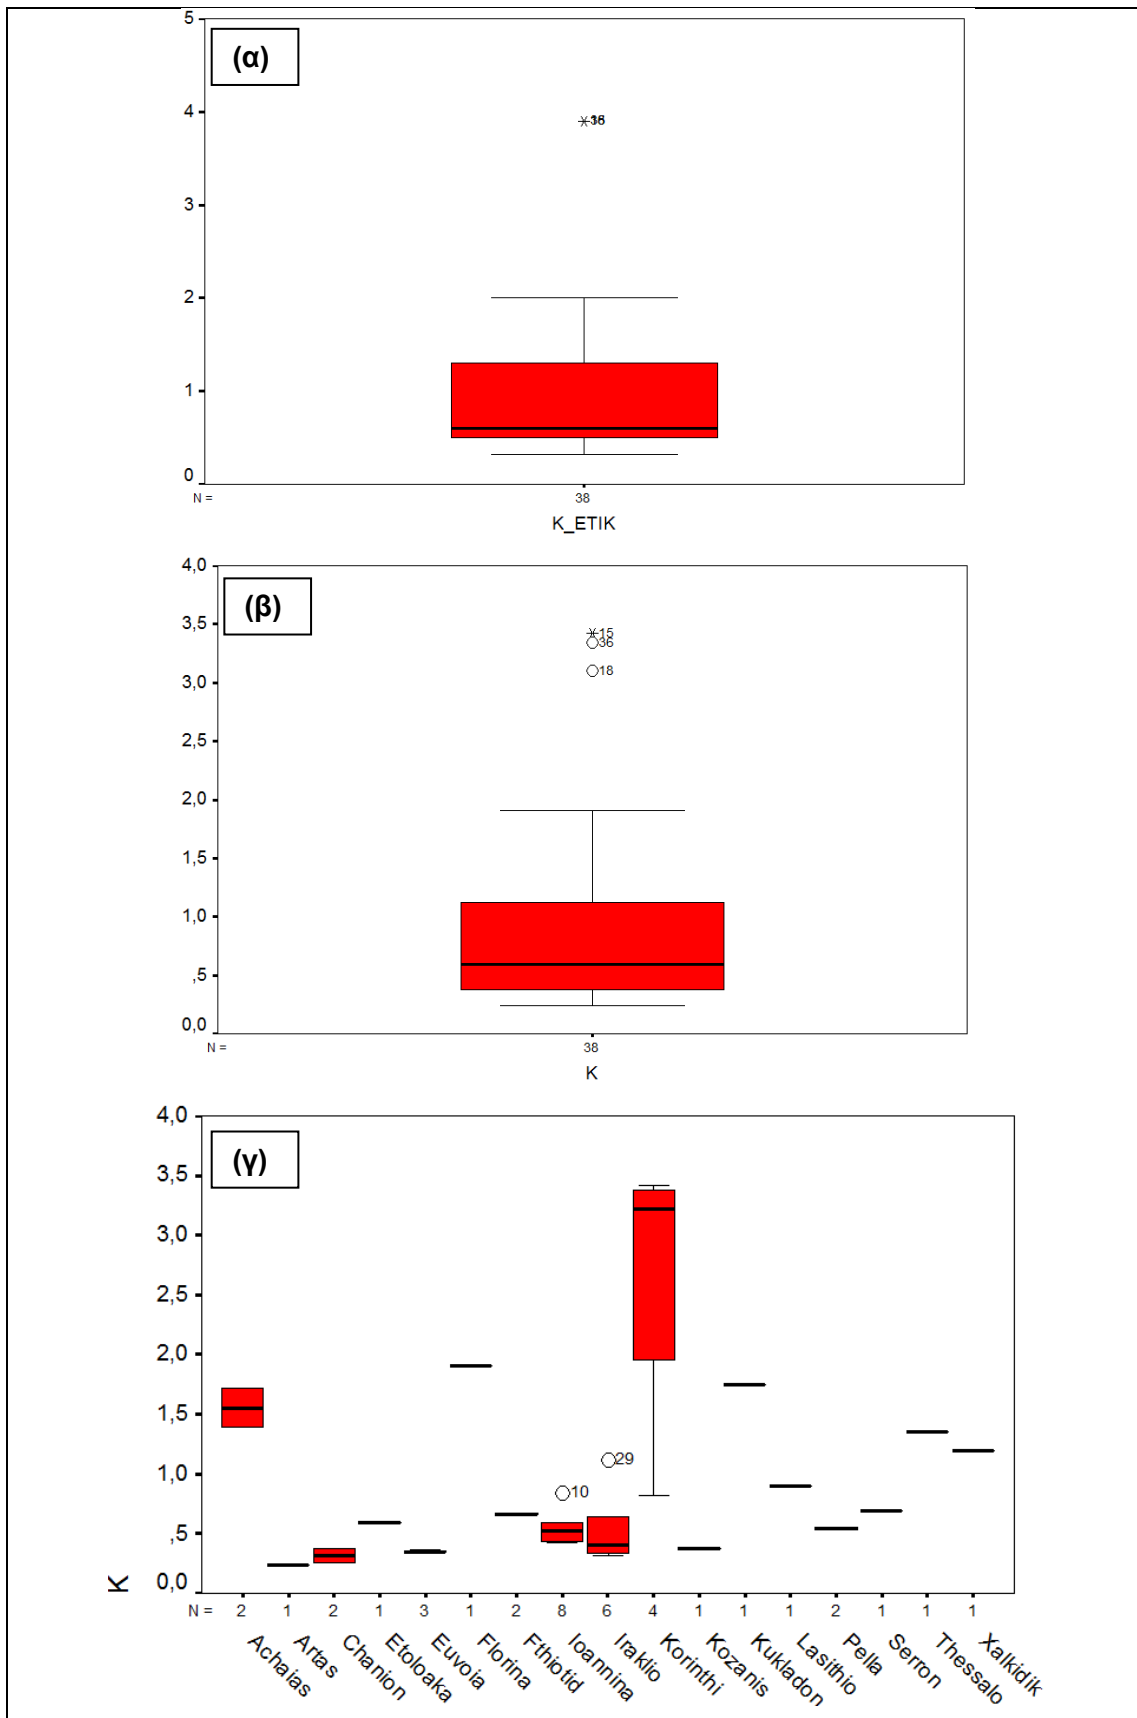 (α)
5
4
3
2
1
0
N =
38
K_ETIK
(β)
4,0
3,5
3,0
2,5
2,0
1,5
1,0
,5
0,0
15
36
18
N =
38
K
(γ)
4,0
3,5
3,0
2,5
2,0
1,5
1,0
,5
0,0
K
29
10
N = 2 1 2 1 3 1 2 8 6 4 1 1 1 2 1 1 1
Achaias
Artas
Chanion
Etoloaka
Euvoia
Florina
Fthiotid
Ioannina
Iraklio
Korinthi
Kozanis
Kukladon
Lasithio
Pella
Serron
Thessalo
Xalkidik